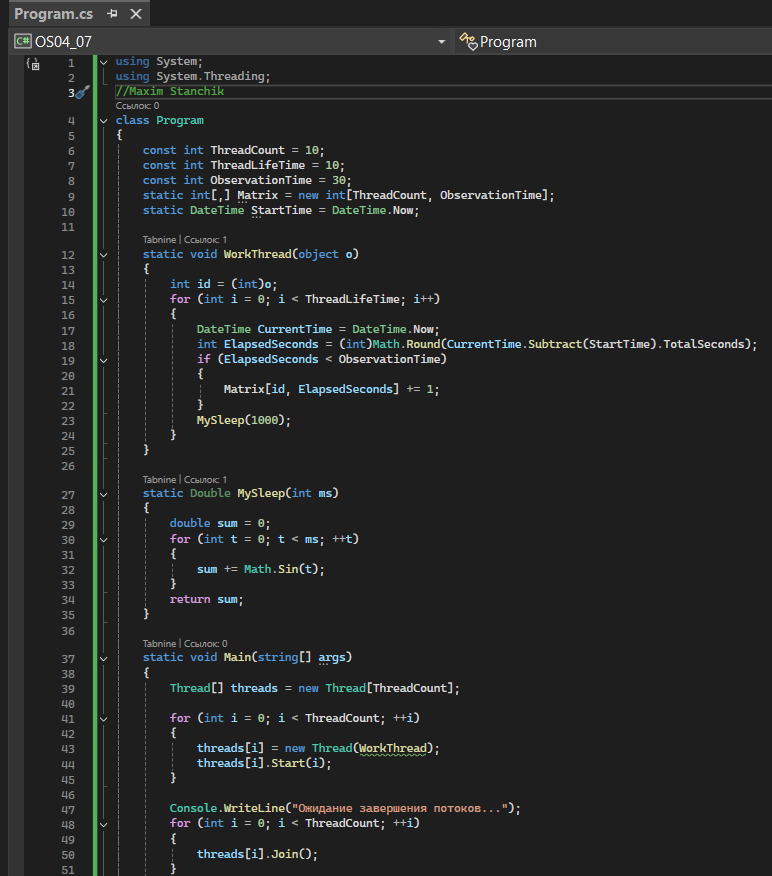 Program.cs
C# OS04_07 Program
1 using System;
2 using System.Threading;
3 //Maxim Stanchik
Ссылок: 0
4 class Program
5 {
6 const int ThreadCount = 10;
7 const int ThreadLifeTime = 10;
8 const int ObservationTime = 30;
9 static int[,] Matrix = new int[ThreadCount, ObservationTime];
10 static DateTime StartTime = DateTime.Now;
11
Tabnine | Ссылок: 1
12 static void WorkThread(object o)
13 {
14 int id = (int)o;
15 for (int i = 0; i < ThreadLifeTime; i++)
16 {
17 DateTime CurrentTime = DateTime.Now;
18 int ElapsedSeconds = (int)Math.Round(CurrentTime.Subtract(StartTime).TotalSeconds);
19 if (ElapsedSeconds < ObservationTime)
20 {
21 Matrix[id, ElapsedSeconds] += 1;
22 }
23 MySleep(1000);
24 }
25 }
26
Tabnine | Ссылок: 1
27 static Double MySleep(int ms)
28 {
29 double sum = 0;
30 for (int t = 0; t < ms; ++t)
31 {
32 sum += Math.Sin(t);
33 }
34 return sum;
35 }
36
Tabnine | Ссылок: 0
37 static void Main(string[] args)
38 {
39 Thread[] threads = new Thread[ThreadCount];
40
41 for (int i = 0; i < ThreadCount; ++i)
42 {
43 threads[i] = new Thread(WorkThread);
44 threads[i].Start(i);
45 }
46
47 Console.WriteLine("Ожидание завершения потоков...");
48 for (int i = 0; i < ThreadCount; ++i)
49 {
50 threads[i].Join();
51 }